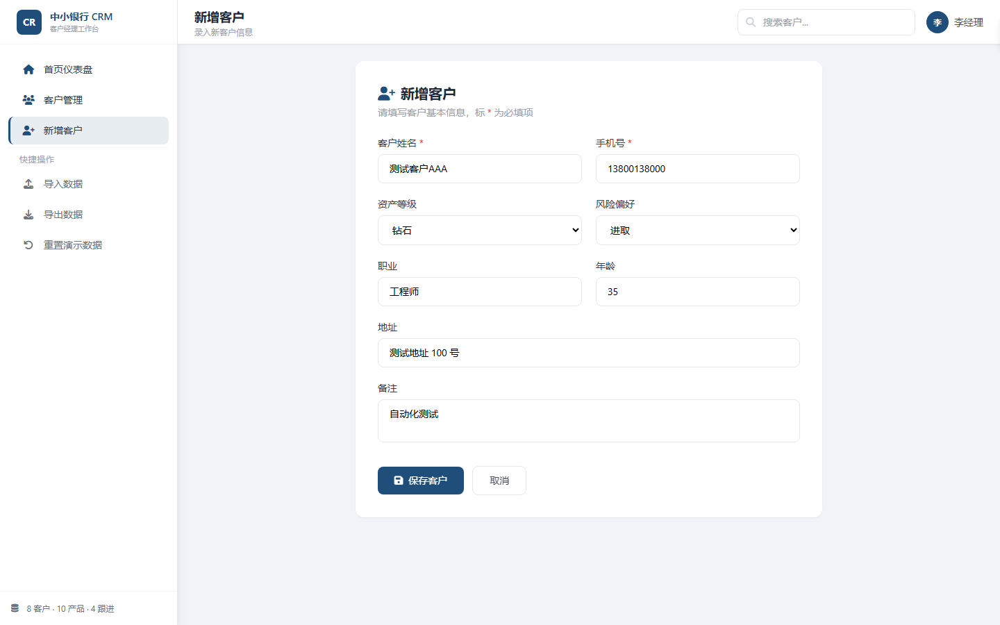 CR
中小银行 CRM
客户经理工作台
首页仪表盘
客户管理
新增客户
快捷操作
导入数据
导出数据
重置演示数据
8 客户 · 10 产品 · 4 跟进
新增客户
录入新客户信息
搜索客户...
李
李经理
新增客户
请填写客户基本信息，标 * 为必填项
客户姓名 *
手机号 *
测试客户AAA
13800138000
资产等级
风险偏好
钻石
进取
职业
年龄
工程师
35
地址
测试地址 100 号
备注
自动化测试
保存客户
取消